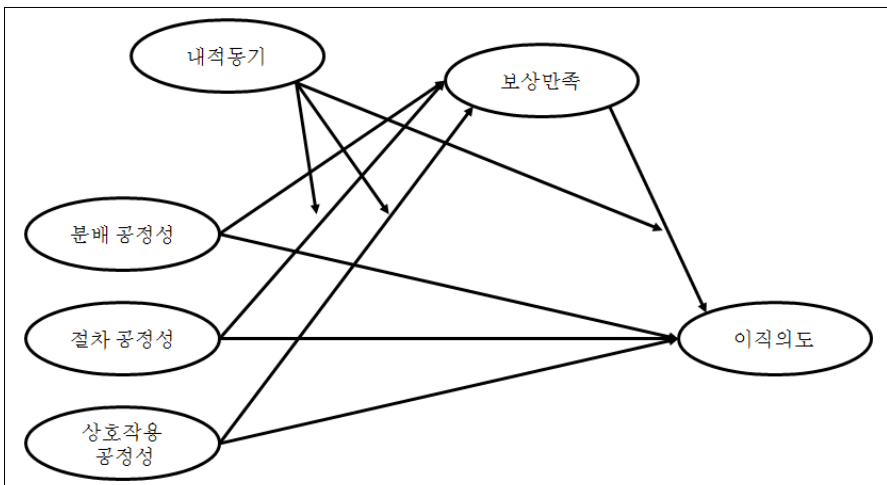 내적동기
보상만족
분배 공정성
절차 공정성
이직의도
상호작용
공정성